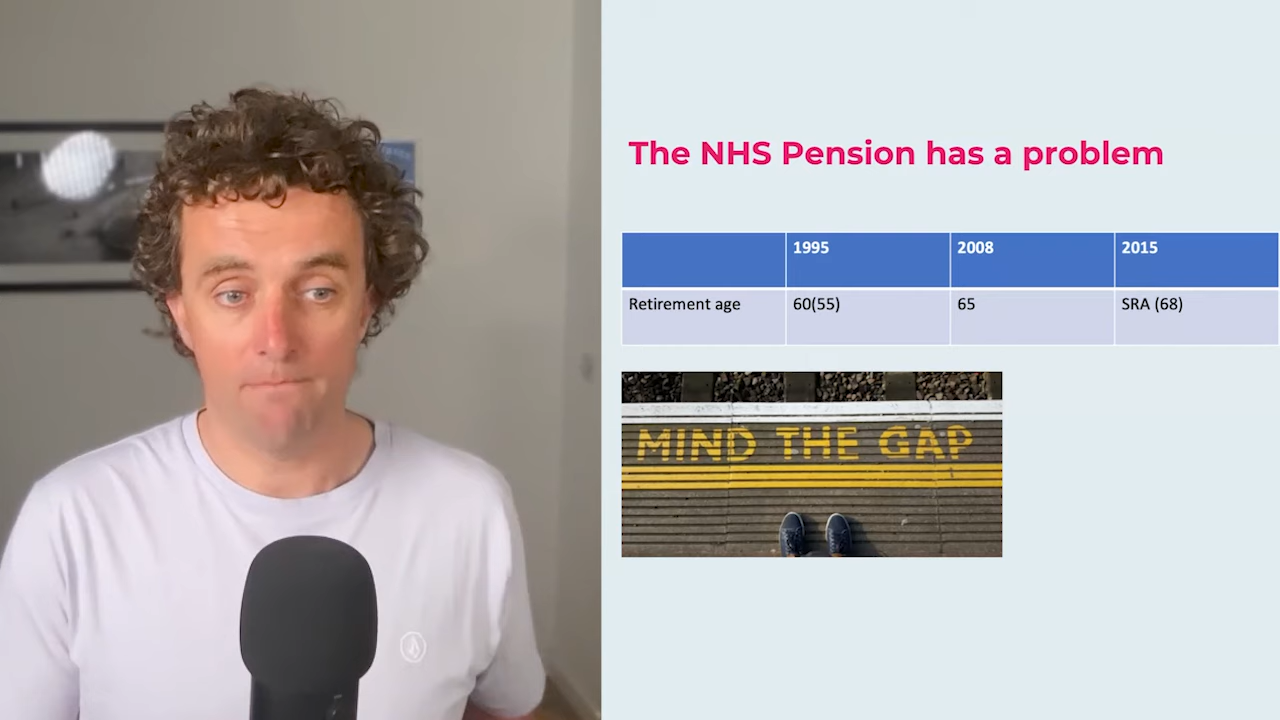 The NHS Pension has a problem
1995 2008 2015
Retirement age 60(55) 65 SRA (68)
MIND THE GAP